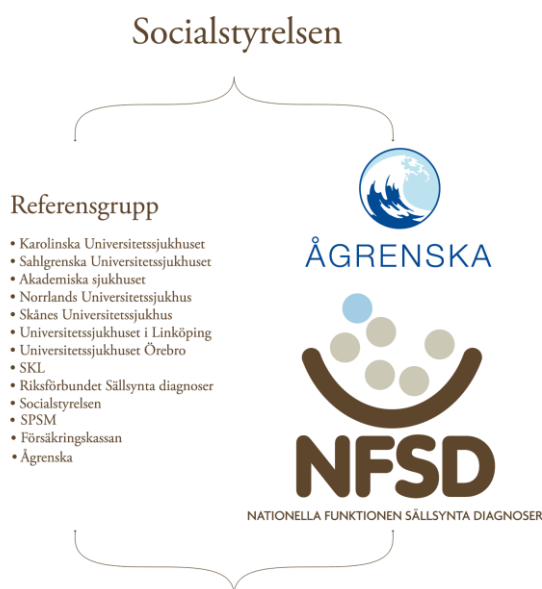 Socialstyrelsen
Referensgrupp
• Karolinska Universitetssjukhuset
• Sahlgrenska Universitetssjukhuset
• Akademiska sjukhuset
• Norrlands Universitetssjukhus
• Skånes Universitetssjukhus
• Universitetssjukhuset i Linköping
• Universitetssjukhuset Örebro
• SKL
• Riksförbundet Sällsynta diagnoser
• Socialstyrelsen
• SPSM
• Försäkringskassan
• Ågrenska
ÅGRENSKA
NFSD
NATIONELLA FUNKTIONEN SÄLLSYNTA DIAGNOSER